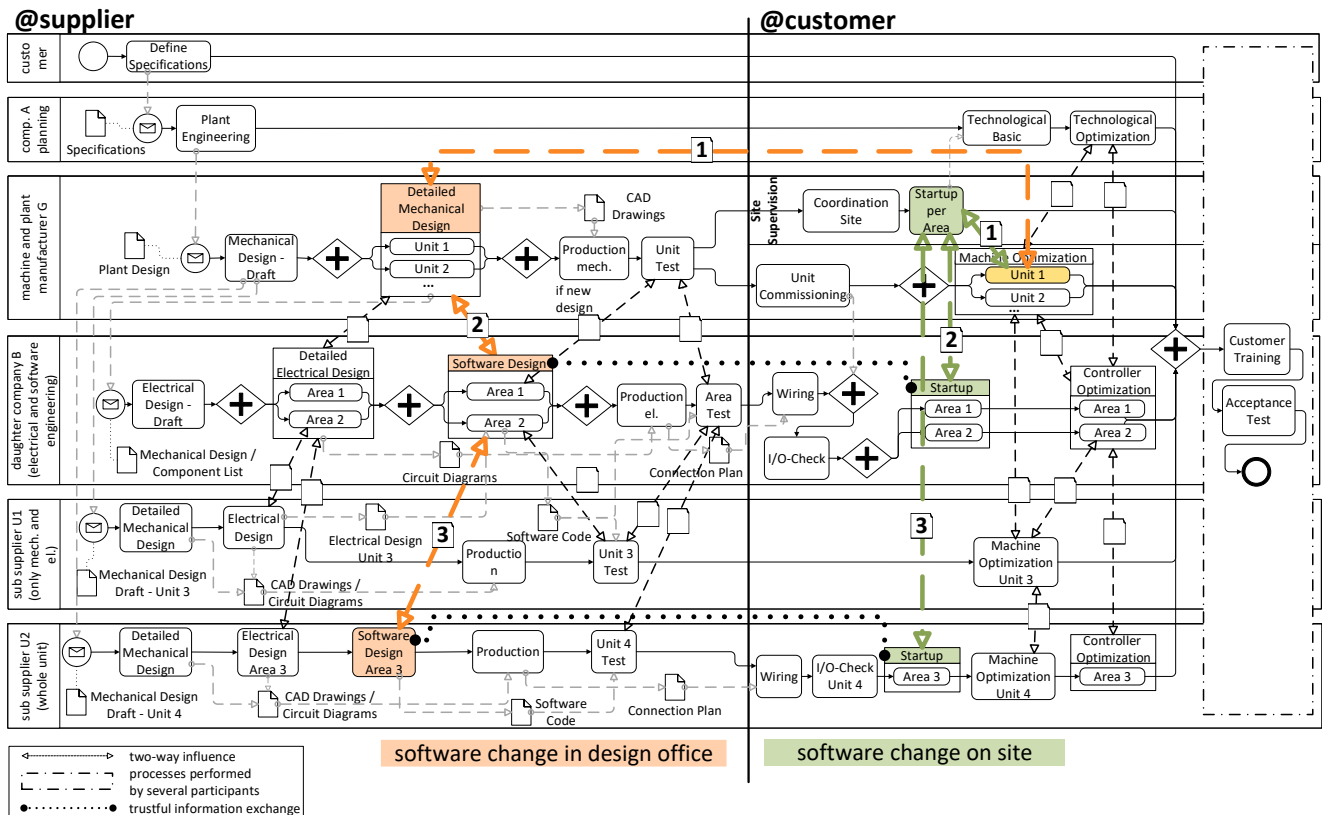 @supplier
@customer
custo
mer
Define
Specifications
comp. A
planning
Specifications
Plant
Engineering
Technological
Basic
Technological
Optimization
1
machine and plant
manufacturer G
Plant Design
Mechanical
Design -
Draft
Detailed
Mechanical
Design
Unit 1
Unit 2
...
CAD
Drawings
Production
mech.
if new
design
Unit
Test
Site
Supervision
Coordination
Site
Startup
per
Area
1
Unit
Commissioning
Machine Optimization
Unit 1
Unit 2
...
2
2
daughter company B
(electrical and software
engineering)
Electrical
Design -
Draft
Mechanical Design /
Component List
Detailed
Electrical Design
Area 1
Area 2
Circuit Diagrams
Software Design
Area 1
Area 2
Production
el.
Area
Test
Connection Plan
Wiring
I/O-Check
Startup
Area 1
Area 2
Controller
Optimization
Area 1
Area 2
Customer
Training
Acceptance
Test
sub supplier U1
(only mech. and
el.)
Detailed
Mechanical
Design
Mechanical Design
Draft - Unit 3
Electrical
Design
Electrical Design
Unit 3
CAD Drawings /
Circuit Diagrams
3
Productio
n
Software Code
Unit 3
Test
3
Machine
Optimization
Unit 3
sub supplier U2
(whole unit)
Detailed
Mechanical
Design
Mechanical Design
Draft - Unit 4
Electrical
Design
Area 3
CAD Drawings /
Circuit Diagrams
Software
Design
Area 3
Production
Software
Code
Unit 4
Test
Connection Plan
Wiring
I/O-Check
Unit 4
Startup
Area 3
Machine
Optimization
Unit 4
Controller
Optimization
Area 3
software change in design office
software change on site
two-way influence
processes performed
by several participants
trustful information exchange